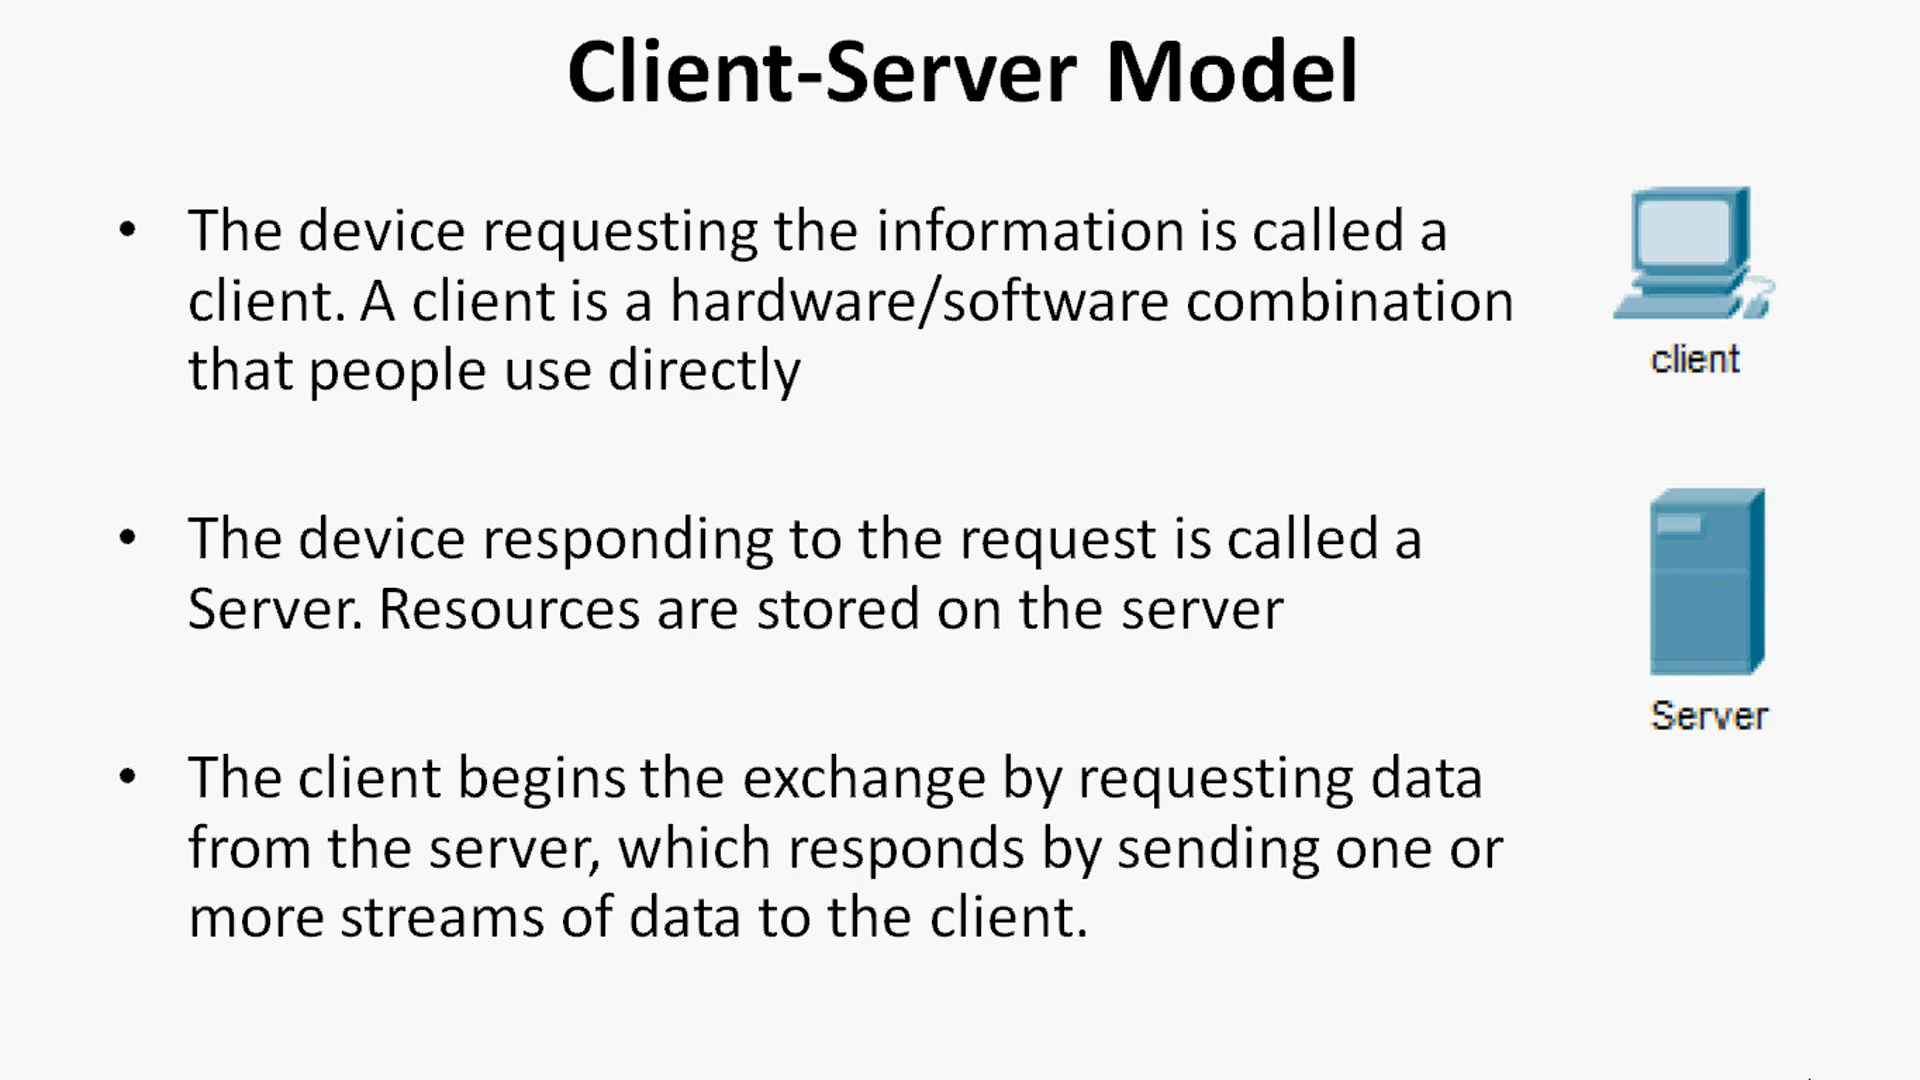 Client-Server Model
• The device requesting the information is called a
client. A client is a hardware/software combination
that people use directly
client
• The device responding to the request is called a
Server. Resources are stored on the server
Server
• The client begins the exchange by requesting data
from the server, which responds by sending one or
more streams of data to the client.